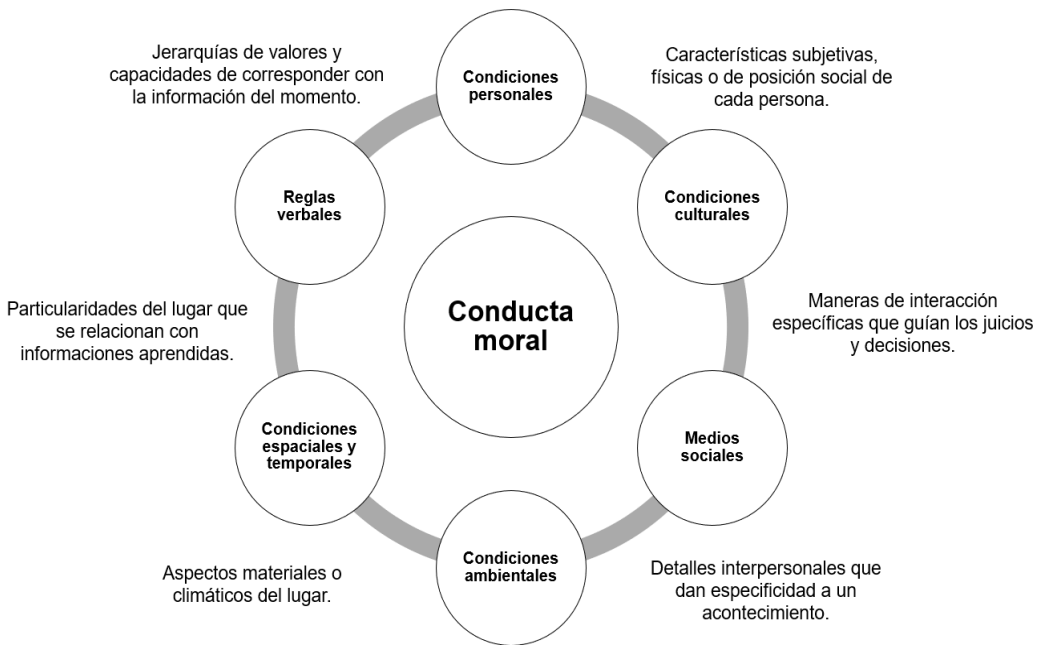 Jerarquías de valores y
capacidades de corresponder con
la información del momento.
Condiciones
personales
Características subjetivas,
físicas o de posición social de
cada persona.
Reglas
verbales
Condiciones
culturales
Particularidades del lugar que
se relacionan con
informaciones aprendidas.
Conducta
moral
Maneras de interacción
específicas que guían los juicios
y decisiones.
Condiciones
espaciales y
temporales
Medios
sociales
Aspectos materiales o
climáticos del lugar.
Condiciones
ambientales
Detalles interpersonales que
dan especificidad a un
acontecimiento.